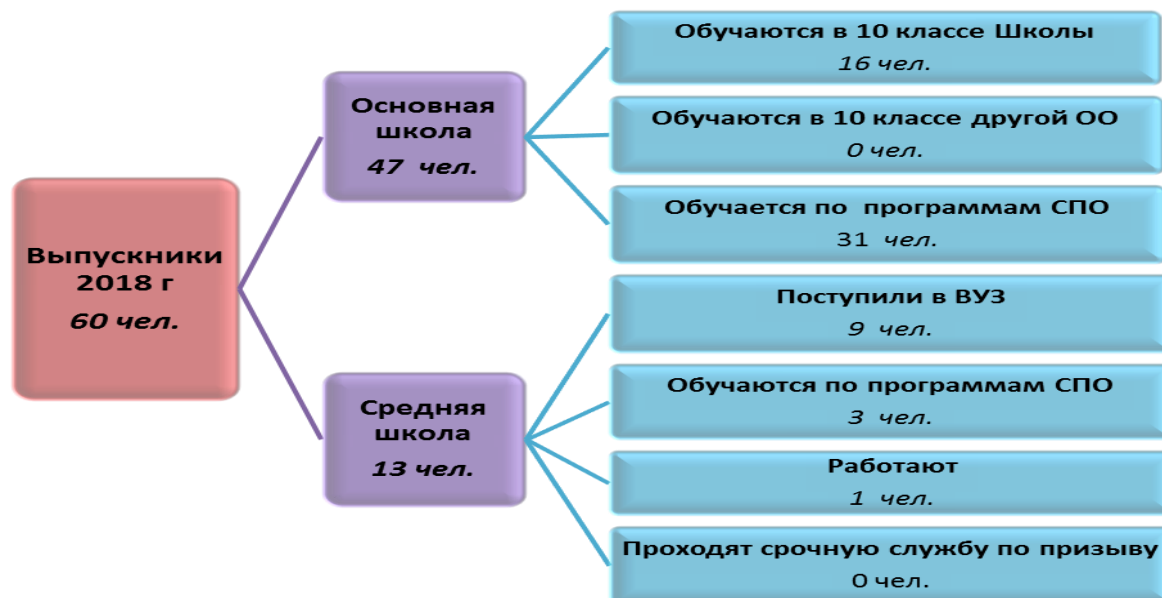 Выпускники
2018 г
60 чел.
Основная
школа
47 чел.
Обучаются в 10 классе Школы
16 чел.
Обучаются в 10 классе другой ОО
0 чел.
Обучается по программам СПО
31 чел.
Средняя
школа
13 чел.
Поступили в ВУЗ
9 чел.
Обучаются по программам СПО
3 чел.
Работают
1 чел.
Проходят срочную службу по призыву
0 чел.